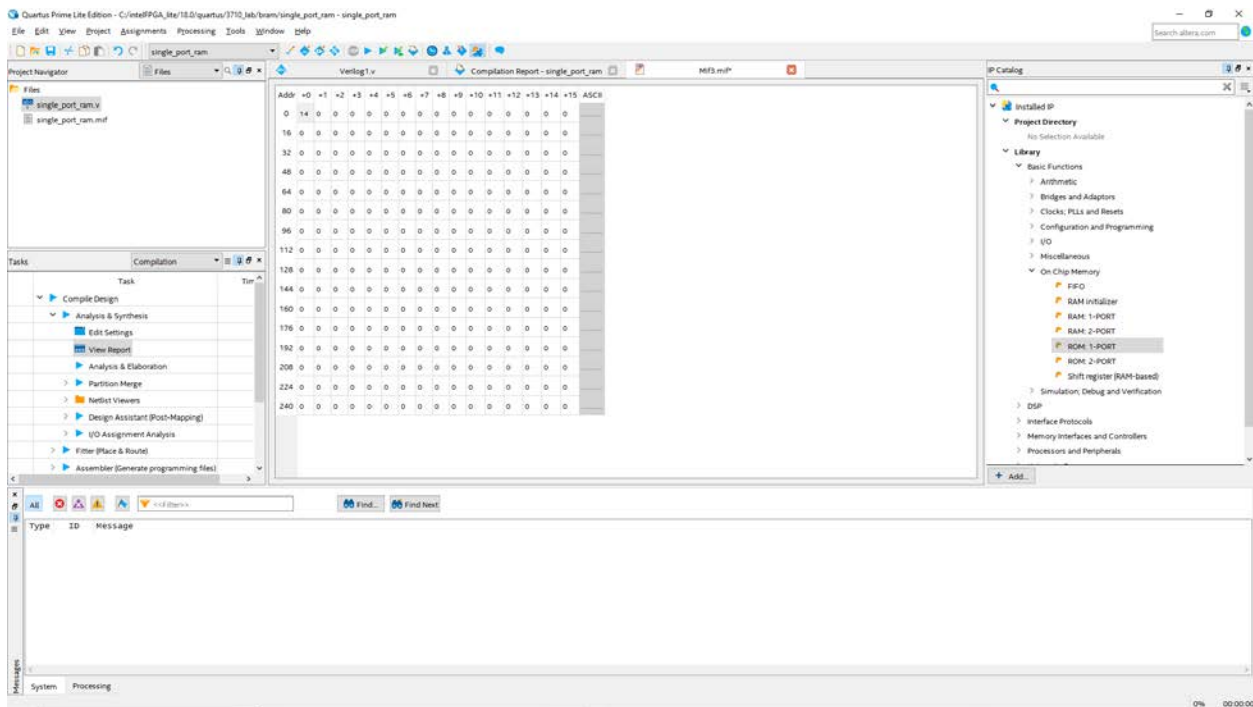 Quartus Prime Lite Edition - C:/intelFPGA_lite/18.0/quartus/3710_lab/bram/single_port_ram - single_port_ram
File Edit View Project Assignments Processing Tools Window Help
Search altera.com
single_port_ram
Project Navigator
Files
Files
single_port_ram.v
single_port_ram.mif
Tasks
Compilation
Task
Compile Design
Analysis & Synthesis
Edit Settings
View Report
Analysis & Elaboration
Partition Merge
Netlist Viewers
Design Assistant (Post-Mapping)
I/O Assignment Analysis
Fitter (Place & Route)
Assembler (Generate programming files)
Verilog1.v
Compilation Report - single_port_ram
Mif3.mif*
Addr +0 +1 +2 +3 +4 +5 +6 +7 +8 +9 +10 +11 +12 +13 +14 +15 ASCII
0 14 0 0 0 0 0 0 0 0 0 0 0 0 0 0 0
16 0 0 0 0 0 0 0 0 0 0 0 0 0 0 0 0
32 0 0 0 0 0 0 0 0 0 0 0 0 0 0 0 0
48 0 0 0 0 0 0 0 0 0 0 0 0 0 0 0 0
64 0 0 0 0 0 0 0 0 0 0 0 0 0 0 0 0
80 0 0 0 0 0 0 0 0 0 0 0 0 0 0 0 0
96 0 0 0 0 0 0 0 0 0 0 0 0 0 0 0 0
112 0 0 0 0 0 0 0 0 0 0 0 0 0 0 0 0
128 0 0 0 0 0 0 0 0 0 0 0 0 0 0 0 0
144 0 0 0 0 0 0 0 0 0 0 0 0 0 0 0 0
160 0 0 0 0 0 0 0 0 0 0 0 0 0 0 0 0
176 0 0 0 0 0 0 0 0 0 0 0 0 0 0 0 0
192 0 0 0 0 0 0 0 0 0 0 0 0 0 0 0 0
208 0 0 0 0 0 0 0 0 0 0 0 0 0 0 0 0
224 0 0 0 0 0 0 0 0 0 0 0 0 0 0 0 0
240 0 0 0 0 0 0 0 0 0 0 0 0 0 0 0 0
IP Catalog
Installed IP
Project Directory
No Selection Available
Library
Basic Functions
Arithmetic
Bridges and Adaptors
Clocks; PLLs and Resets
Configuration and Programming
I/O
Miscellaneous
On Chip Memory
FIFO
RAM initializer
RAM: 1-PORT
RAM: 2-PORT
ROM: 1-PORT
ROM: 2-PORT
Shift register (RAM-based)
Simulation; Debug and Verification
DSP
Interface Protocols
Memory Interfaces and Controllers
Processors and Peripherals
+ Add...
All
<<Filter>>
Find...
Find Next
Type ID Message
Messages
System Processing
0% 00:00:00